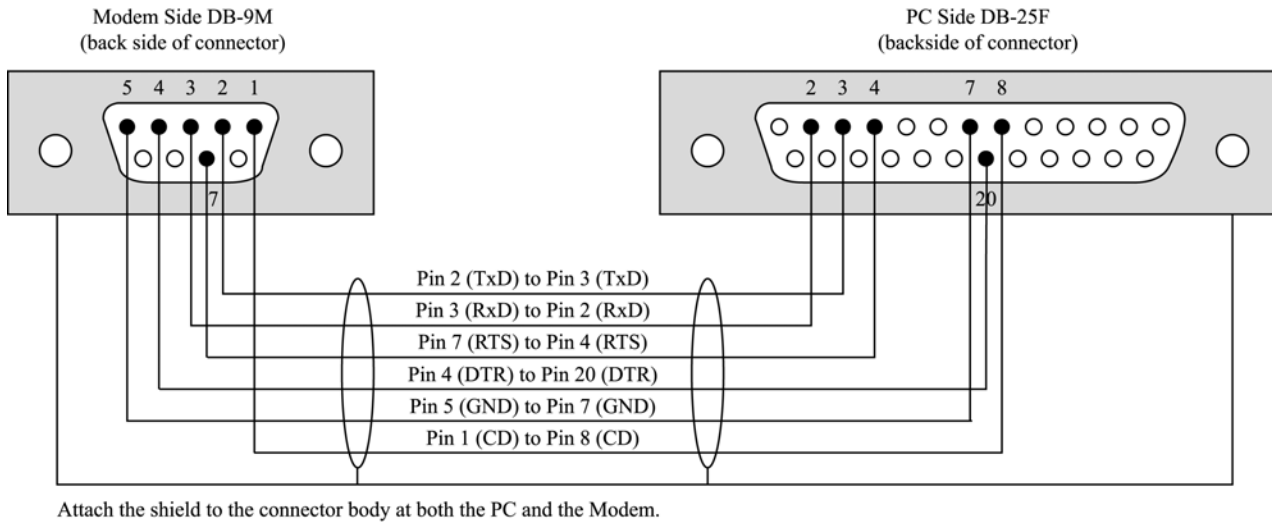 Modem Side DB-9M
(back side of connector)
PC Side DB-25F
(backside of connector)
5 4 3 2 1
7
2 3 4 7 8
20
Pin 2 (TxD) to Pin 3 (TxD)
Pin 3 (RxD) to Pin 2 (RxD)
Pin 7 (RTS) to Pin 4 (RTS)
Pin 4 (DTR) to Pin 20 (DTR)
Pin 5 (GND) to Pin 7 (GND)
Pin 1 (CD) to Pin 8 (CD)
Attach the shield to the connector body at both the PC and the Modem.